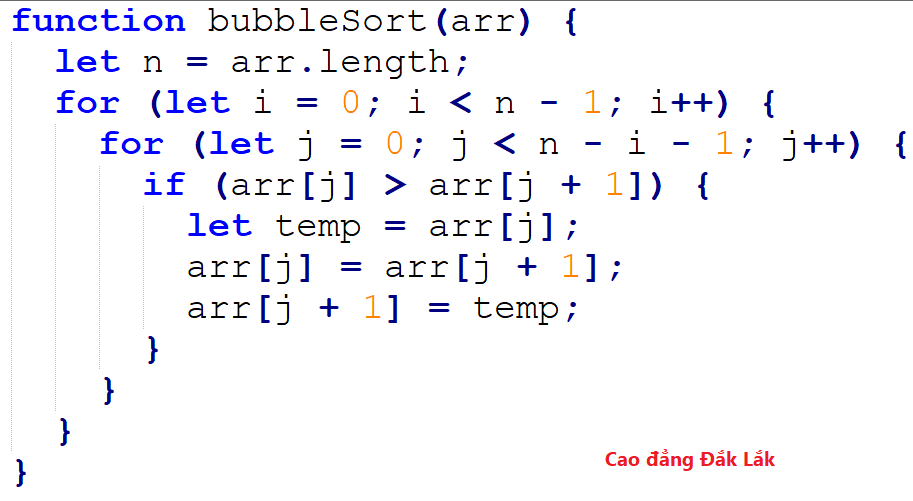 function bubbleSort(arr) {
  let n = arr.length;
  for (let i = 0; i < n - 1; i++) {
    for (let j = 0; j < n - i - 1; j++) {
      if (arr[j] > arr[j + 1]) {
        let temp = arr[j];
        arr[j] = arr[j + 1];
        arr[j + 1] = temp;
      }
    }
  }
}
Cao đẳng Đắk Lắk